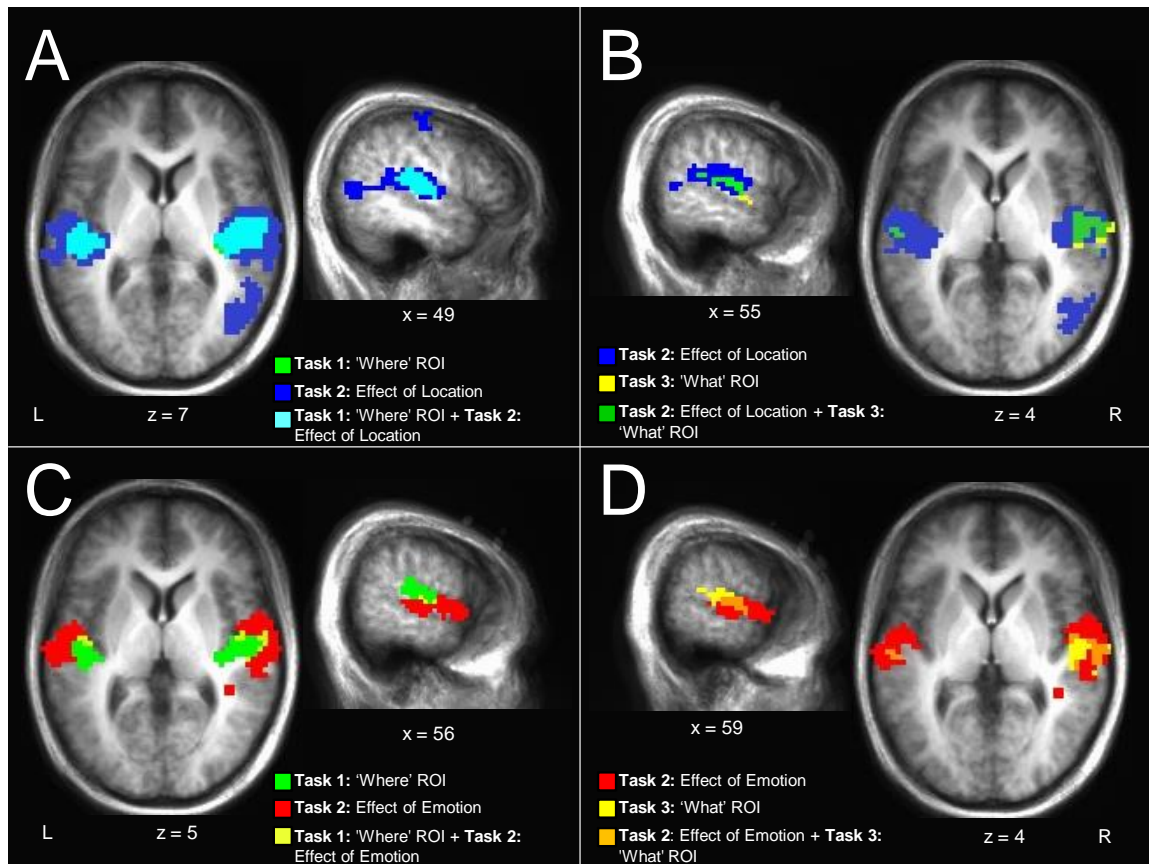 A
x = 49
Task 1: 'Where' ROI
Task 2: Effect of Location
Task 1: 'Where' ROI + Task 2:
Effect of Location
L
z = 7
B
x = 55
Task 2: Effect of Location
Task 3: 'What' ROI
Task 2: Effect of Location + Task 3:
'What' ROI
z = 4
R
C
x = 56
Task 1: 'Where' ROI
Task 2: Effect of Emotion
Task 1: 'Where' ROI + Task 2:
Effect of Emotion
L
z = 5
D
x = 59
Task 2: Effect of Emotion
Task 3: 'What' ROI
Task 2: Effect of Emotion + Task 3:
'What' ROI
z = 4
R